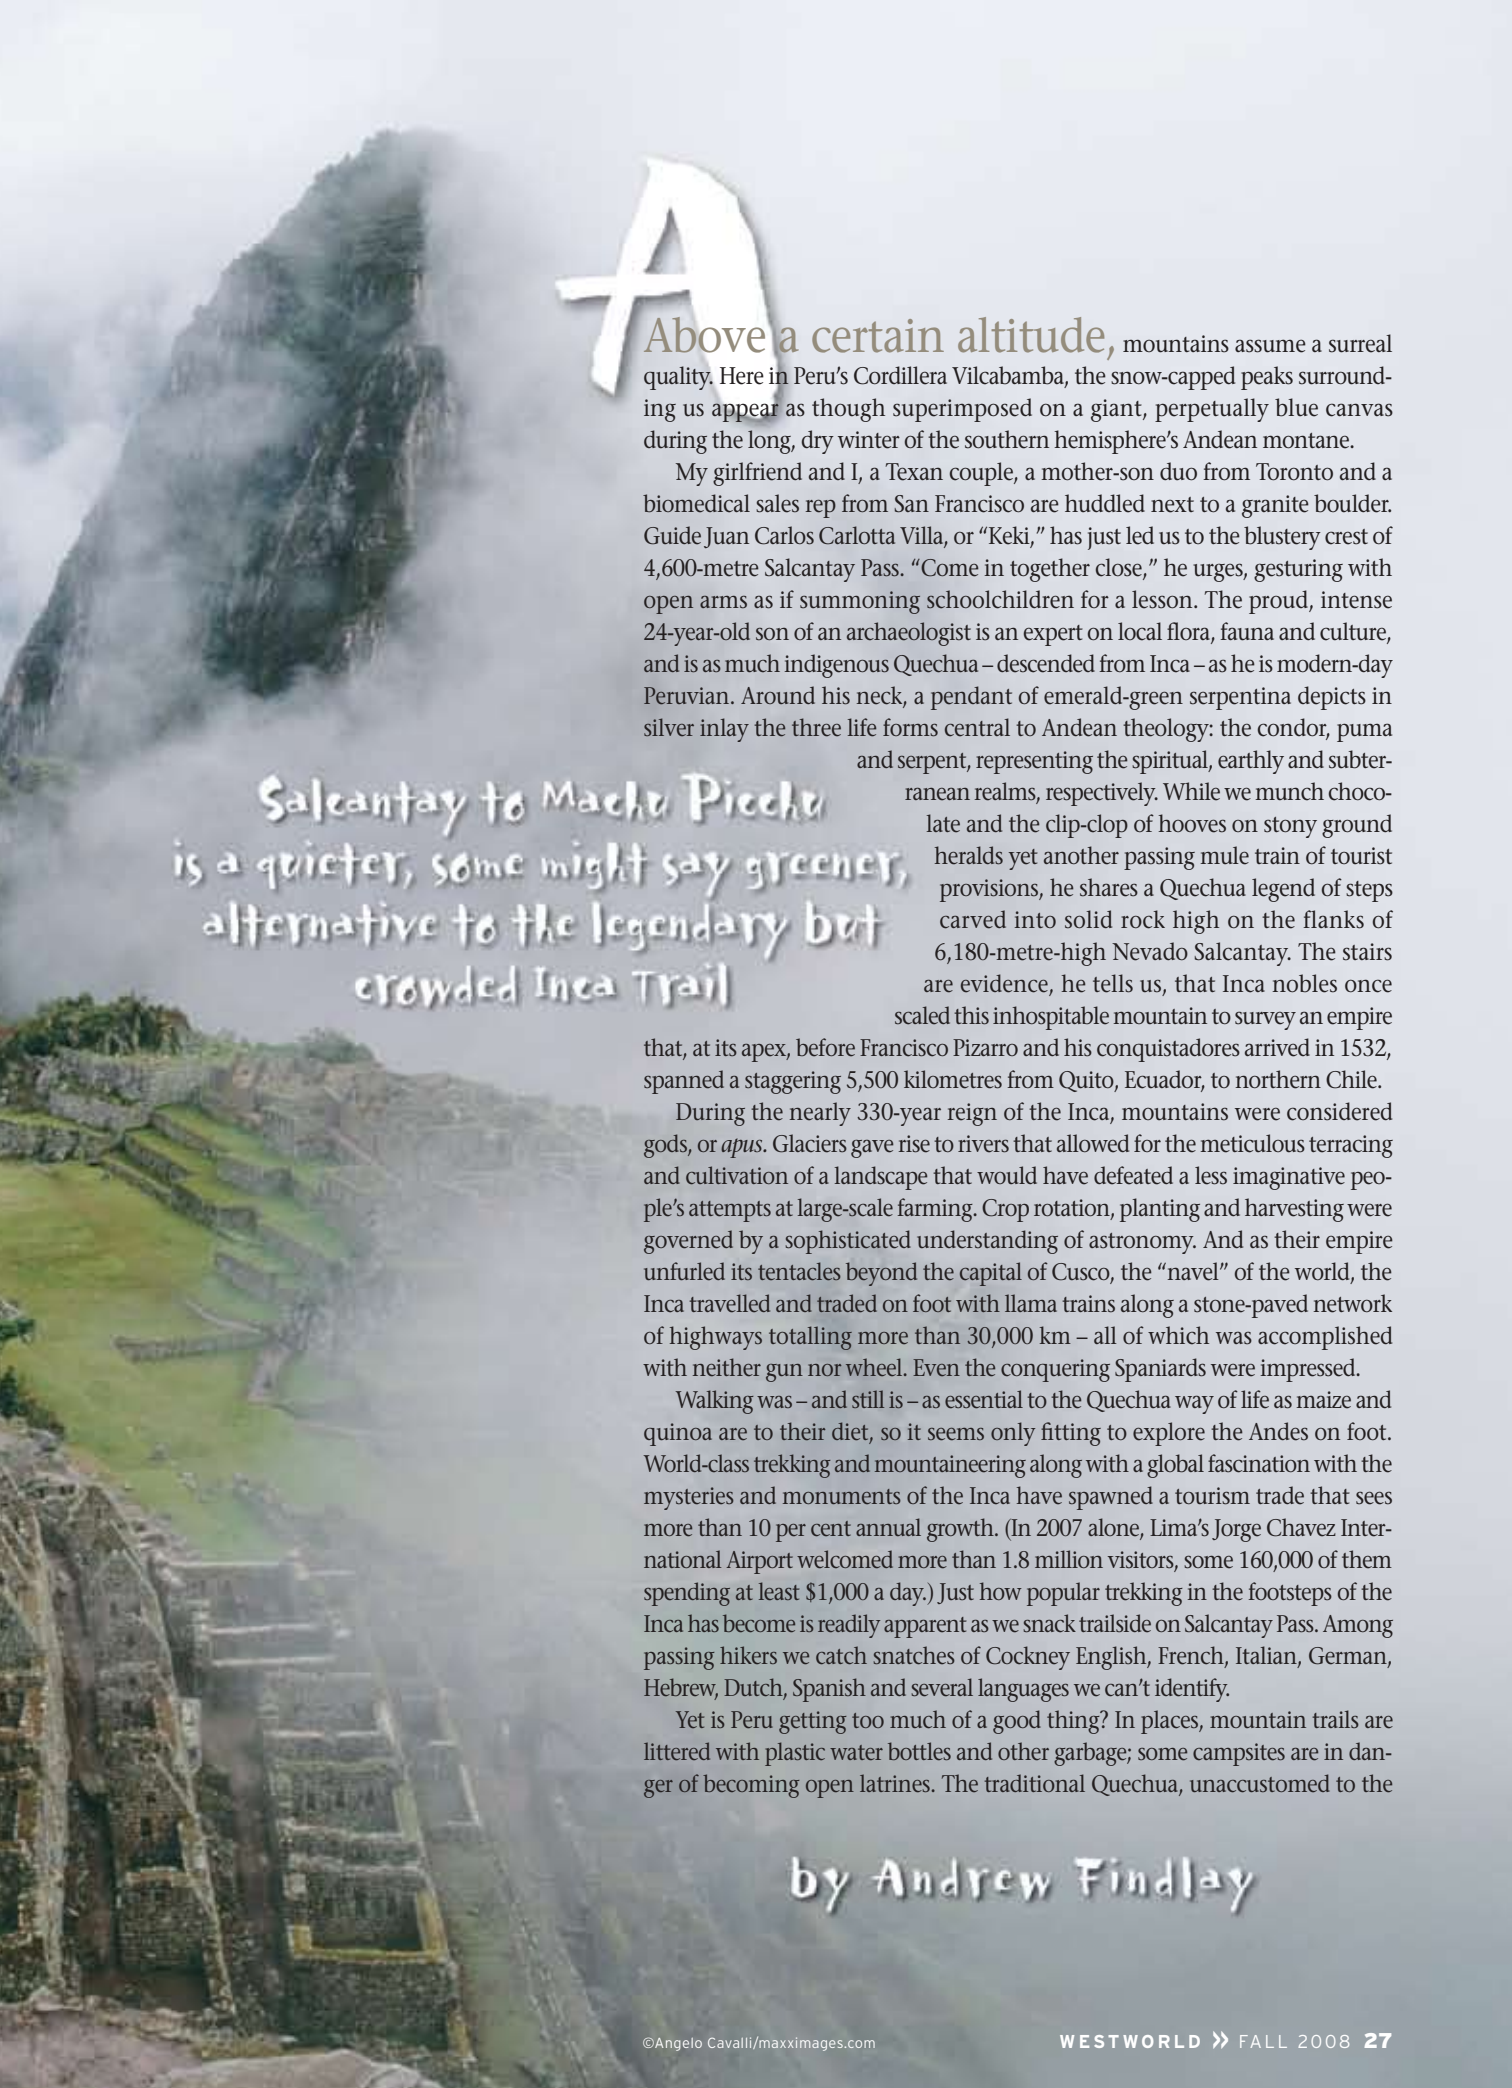 A
Above a certain altitude, mountains assume a surreal
quality. Here in Peru’s Cordillera Vilcabamba, the snow-capped peaks surround-
ing us appear as though superimposed on a giant, perpetually blue canvas
during the long, dry winter of the southern hemisphere’s Andean montane.
My girlfriend and I, a Texan couple, a mother-son duo from Toronto and a
biomedical sales rep from San Francisco are huddled next to a granite boulder.
Guide Juan Carlos Carlotta Villa, or “Keki,” has just led us to the blustery crest of
4,600-metre Salcantay Pass. “Come in together close,” he urges, gesturing with
open arms as if summoning schoolchildren for a lesson. The proud, intense
24-year-old son of an archaeologist is an expert on local flora, fauna and culture,
and is as much indigenous Quechua – descended from Inca – as he is modern-day
Peruvian. Around his neck, a pendant of emerald-green serpentina depicts in
silver inlay the three life forms central to Andean theology: the condor, puma
and serpent, representing the spiritual, earthly and subter-
ranean realms, respectively. While we munch choco-
late and the clip-clop of hooves on stony ground
heralds yet another passing mule train of tourist
provisions, he shares a Quechua legend of steps
carved into solid rock high on the flanks of
6,180-metre-high Nevado Salcantay. The stairs
are evidence, he tells us, that Inca nobles once
scaled this inhospitable mountain to survey an empire
that, at its apex, before Francisco Pizarro and his conquistadores arrived in 1532,
spanned a staggering 5,500 kilometres from Quito, Ecuador, to northern Chile.
During the nearly 330-year reign of the Inca, mountains were considered
gods, or apus. Glaciers gave rise to rivers that allowed for the meticulous terracing
and cultivation of a landscape that would have defeated a less imaginative peo-
ple’s attempts at large-scale farming. Crop rotation, planting and harvesting were
governed by a sophisticated understanding of astronomy. And as their empire
unfurled its tentacles beyond the capital of Cusco, the “navel” of the world, the
Inca travelled and traded on foot with llama trains along a stone-paved network
of highways totalling more than 30,000 km – all of which was accomplished
with neither gun nor wheel. Even the conquering Spaniards were impressed.
Walking was – and still is – as essential to the Quechua way of life as maize and
quinoa are to their diet, so it seems only fitting to explore the Andes on foot.
World-class trekking and mountaineering along with a global fascination with the
mysteries and monuments of the Inca have spawned a tourism trade that sees
more than 10 per cent annual growth. (In 2007 alone, Lima’s Jorge Chavez Inter-
national Airport welcomed more than 1.8 million visitors, some 160,000 of them
spending at least $1,000 a day.) Just how popular trekking in the footsteps of the
Inca has become is readily apparent as we snack trailside on Salcantay Pass. Among
passing hikers we catch snatches of Cockney English, French, Italian, German,
Hebrew, Dutch, Spanish and several languages we can’t identify.
Yet is Peru getting too much of a good thing? In places, mountain trails are
littered with plastic water bottles and other garbage; some campsites are in dan-
ger of becoming open latrines. The traditional Quechua, unaccustomed to the
Salcantay to Machu Picchu
is a quieter, some might say greener,
alternative to the legendary but
crowded Inca Trail
by Andrew Findlay
©Angelo Cavalli/maxximages.com
WESTWORLD » FALL 2008 27